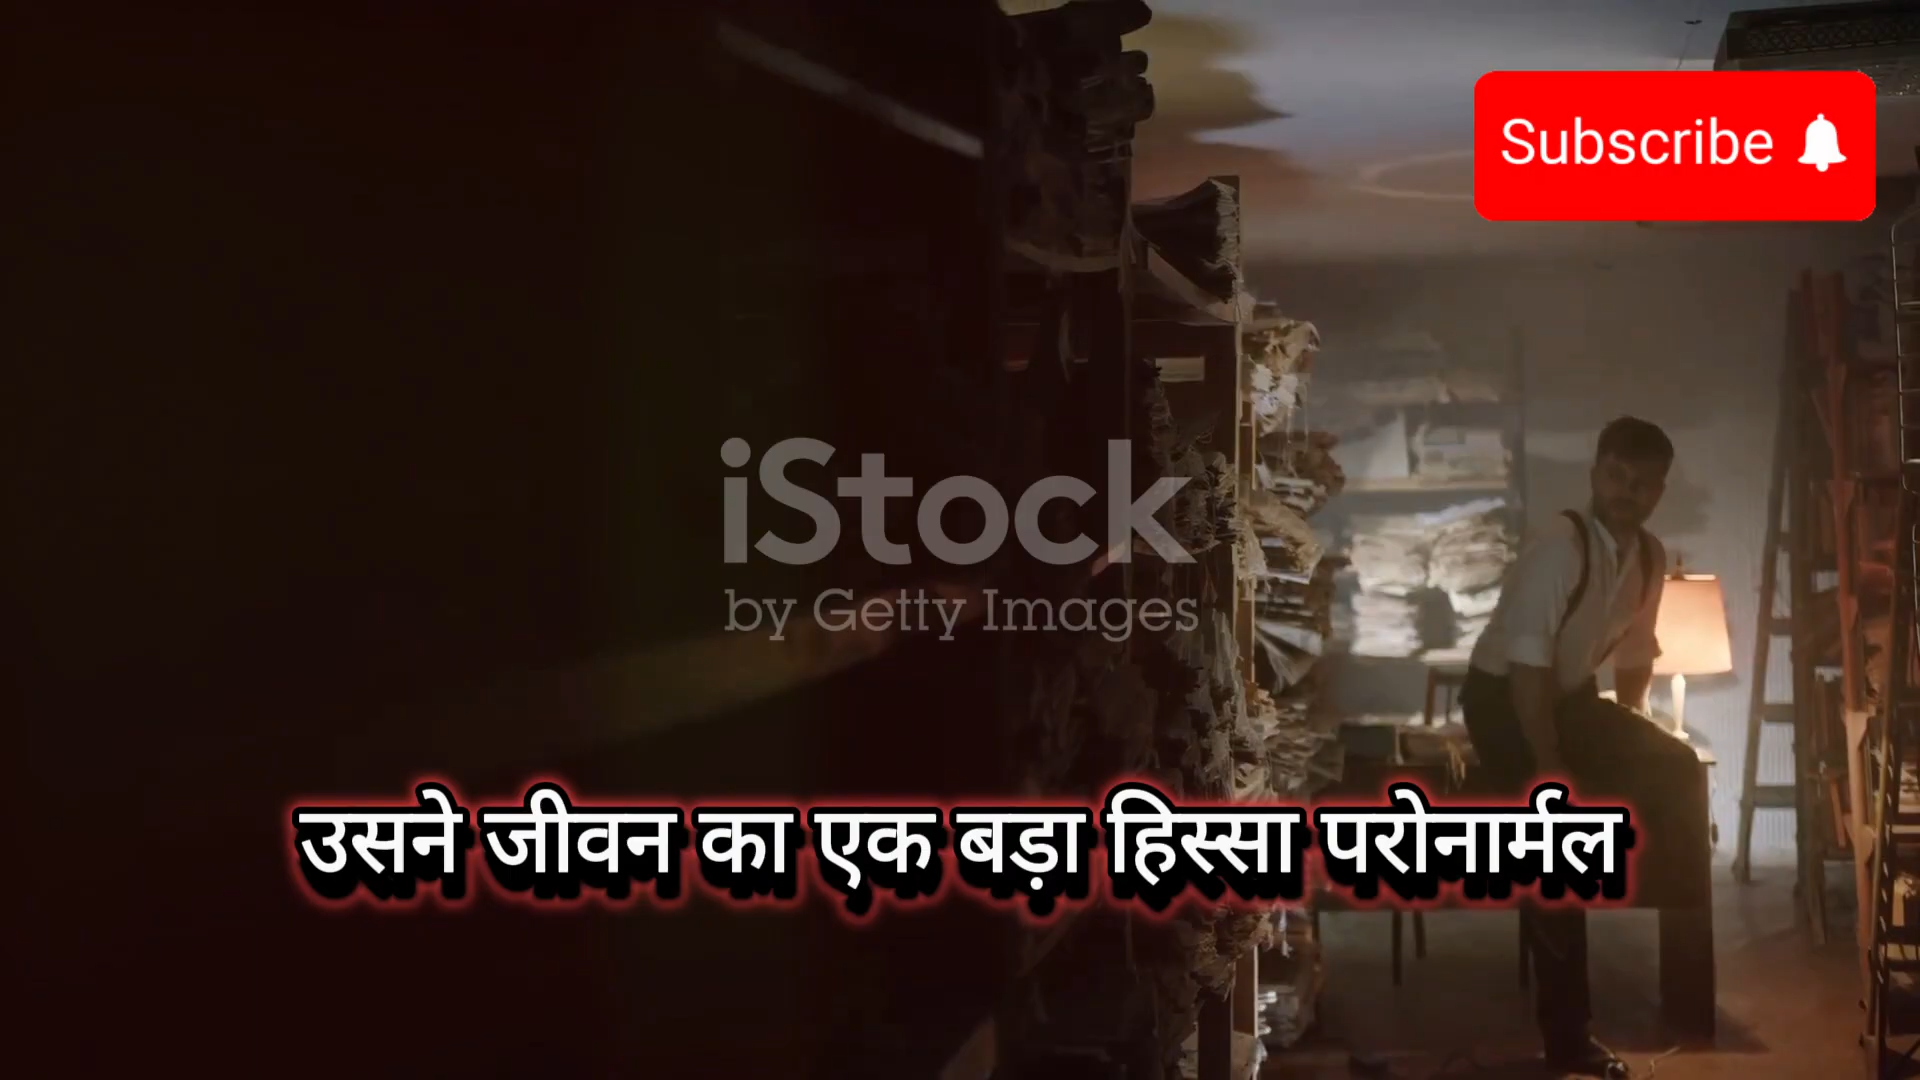 Subscribe
iStock
by Getty Images
उसने जीवन का एक बड़ा हिस्सा परोनार्मल